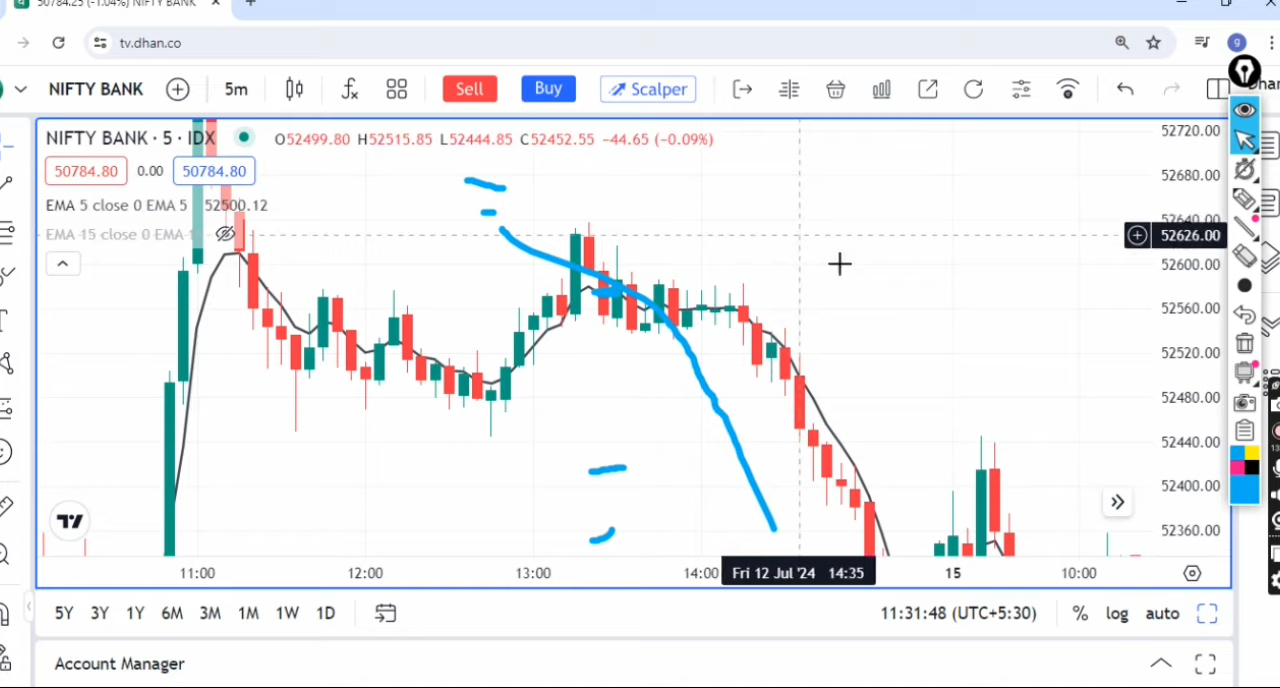 50784.25 (-1.04%) NIFTY BANK
tv.dhan.co
g
NIFTY BANK 5m Sell Buy Scalper
NIFTY BANK · 5 · IDX O52499.80 H52515.85 L52444.85 C52452.55 -44.65 (-0.09%)
50784.80 0.00 50784.80
EMA 5 close 0 EMA 5 52500.12
EMA 15 close 0 EMA
52720.00
52680.00
52640.00
52626.00
52600.00
52560.00
52520.00
52480.00
52440.00
52400.00
52360.00
11:00 12:00 13:00 14:00 Fri 12 Jul '24 14:35 15 10:00
5Y 3Y 1Y 6M 3M 1M 1W 1D 11:31:48 (UTC+5:30) % log auto
Account Manager